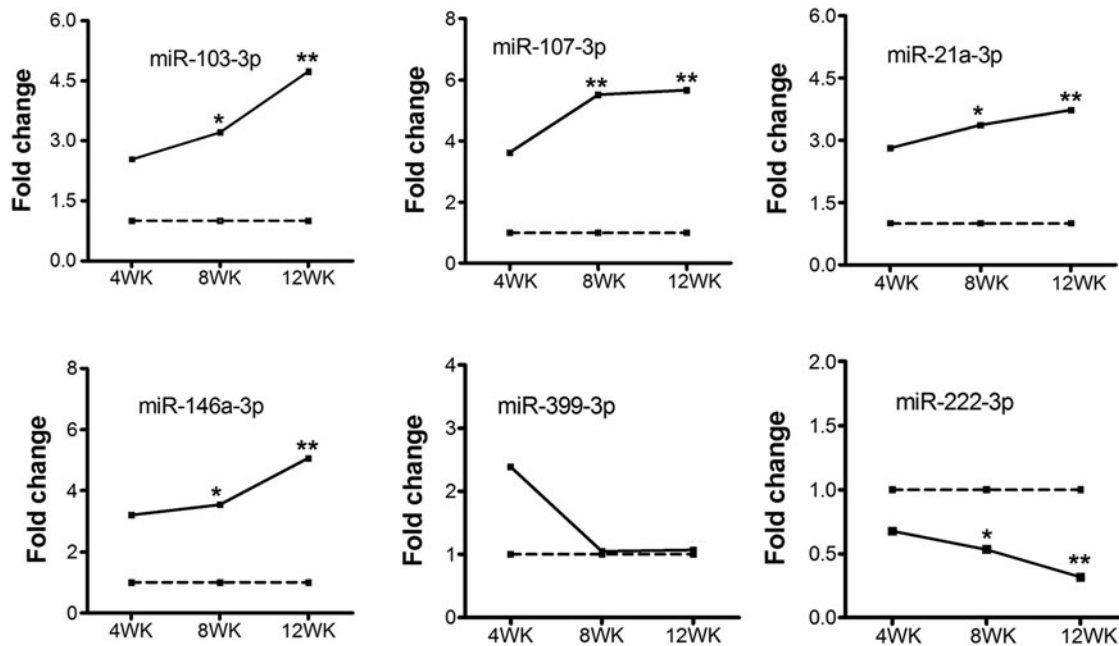 miR-103-3p
Fold change
6.0
4.5
3.0
1.5
0.0
*
**
4WK 8WK 12WK
miR-107-3p
Fold change
8
6
4
2
0
**
**
4WK 8WK 12WK
miR-21a-3p
Fold change
6.0
4.5
3.0
1.5
0.0
*
**
4WK 8WK 12WK
miR-146a-3p
Fold change
8
6
4
2
0
*
**
4WK 8WK 12WK
miR-399-3p
Fold change
4
3
2
1
0
4WK 8WK 12WK
miR-222-3p
Fold change
2.0
1.5
1.0
0.5
0.0
*
**
4WK 8WK 12WK